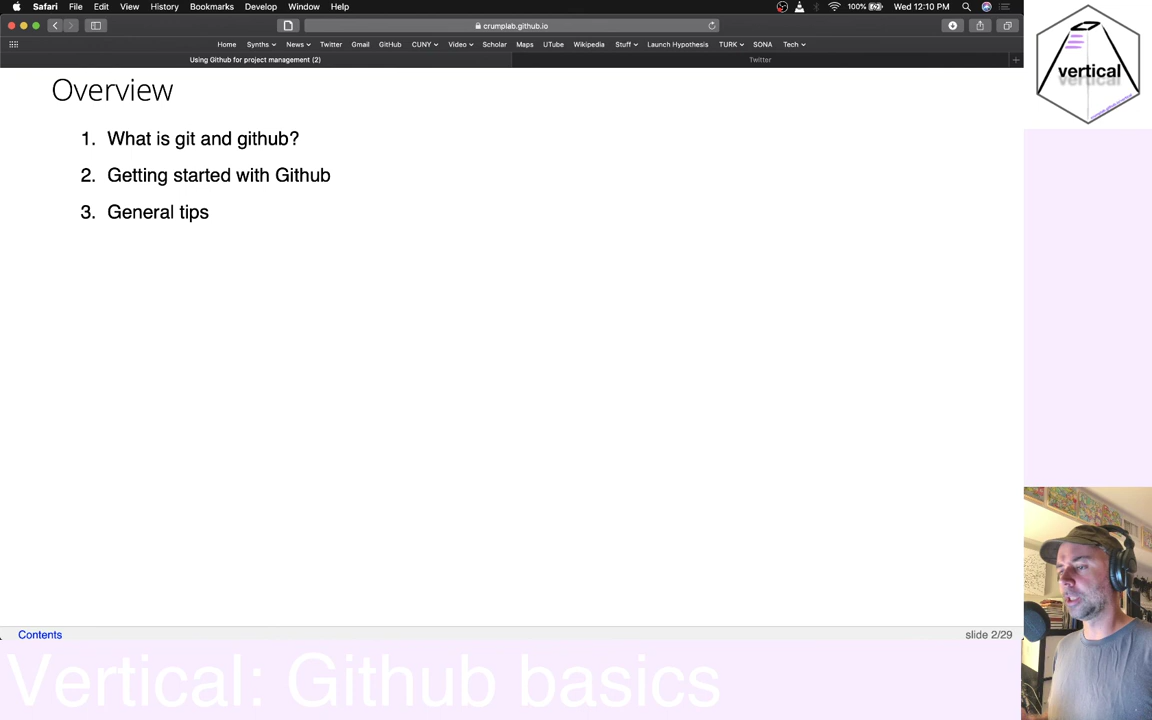 Safari File Edit View History Bookmarks Develop Window Help 100% Wed 12:10 PM
crumplab.github.io
Home Synths News Twitter Gmail GitHub CUNY Video Scholar Maps UTube Wikipedia Stuff Launch Hypothesis TURK SONA Tech
Using Github for project management (2) Twitter
vertical
Overview
1. What is git and github?
2. Getting started with Github
3. General tips
Contents slide 2/29
Vertical: Github basics